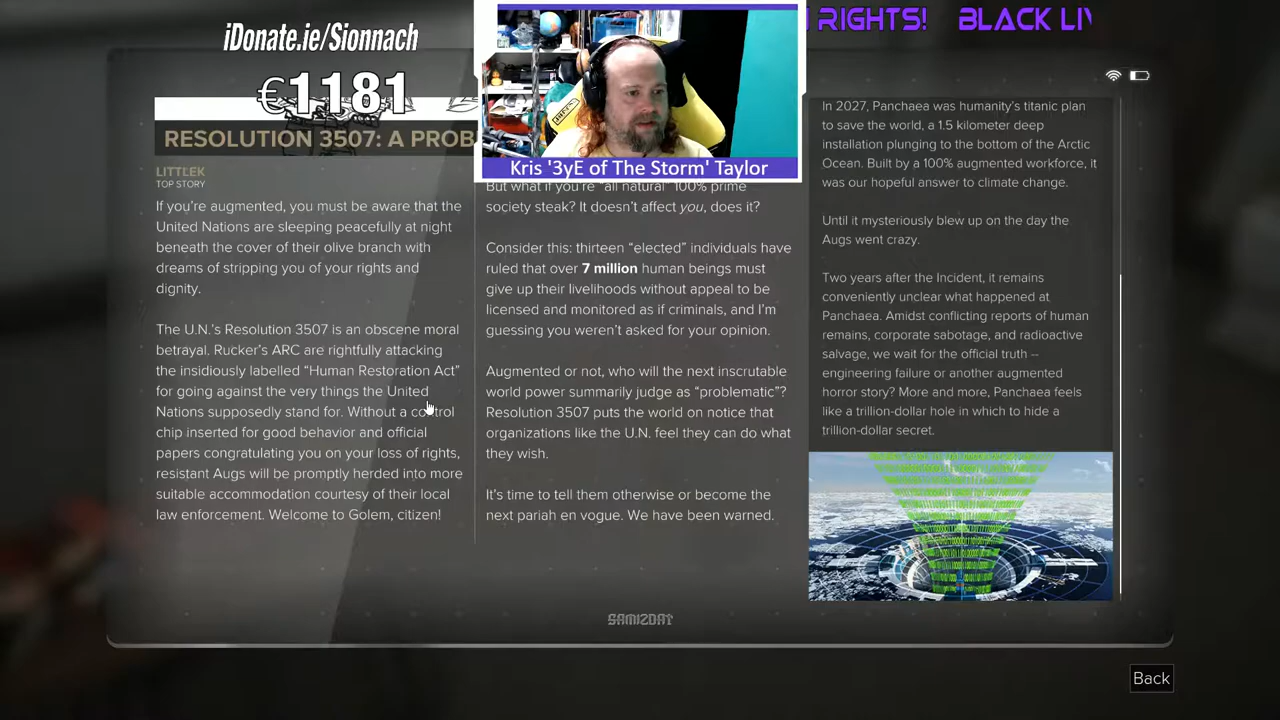 iDonate.ie/Sionnach
€1181
RIGHTS! BLACK LIV
Kris '3yE of The Storm' Taylor
RESOLUTION 3507: A PROB
LITTLEK
TOP STORY
If you're augmented, you must be aware that the
United Nations are sleeping peacefully at night
beneath the cover of their olive branch with
dreams of stripping you of your rights and
dignity.
The U.N.'s Resolution 3507 is an obscene moral
betrayal. Rucker's ARC are rightfully attacking
the insidiously labelled "Human Restoration Act"
for going against the very things the United
Nations supposedly stand for. Without a control
chip inserted for good behavior and official
papers congratulating you on your loss of rights,
resistant Augs will be promptly herded into more
suitable accommodation courtesy of their local
law enforcement. Welcome to Golem, citizen!
But what if you're "all natural" 100% prime
society steak? It doesn't affect you, does it?
Consider this: thirteen "elected" individuals have
ruled that over 7 million human beings must
give up their livelihoods without appeal to be
licensed and monitored as if criminals, and I'm
guessing you weren't asked for your opinion.
Augmented or not, who will the next inscrutable
world power summarily judge as "problematic"?
Resolution 3507 puts the world on notice that
organizations like the U.N. feel they can do what
they wish.
It's time to tell them otherwise or become the
next pariah en vogue. We have been warned.
In 2027, Panchaea was humanity's titanic plan
to save the world, a 1.5 kilometer deep
installation plunging to the bottom of the Arctic
Ocean. Built by a 100% augmented workforce, it
was our hopeful answer to climate change.
Until it mysteriously blew up on the day the
Augs went crazy.
Two years after the Incident, it remains
conveniently unclear what happened at
Panchaea. Amidst conflicting reports of human
remains, corporate sabotage, and radioactive
salvage, we wait for the official truth --
engineering failure or another augmented
horror story? More and more, Panchaea feels
like a trillion-dollar hole in which to hide a
trillion-dollar secret.
SAMIZDAT
Back